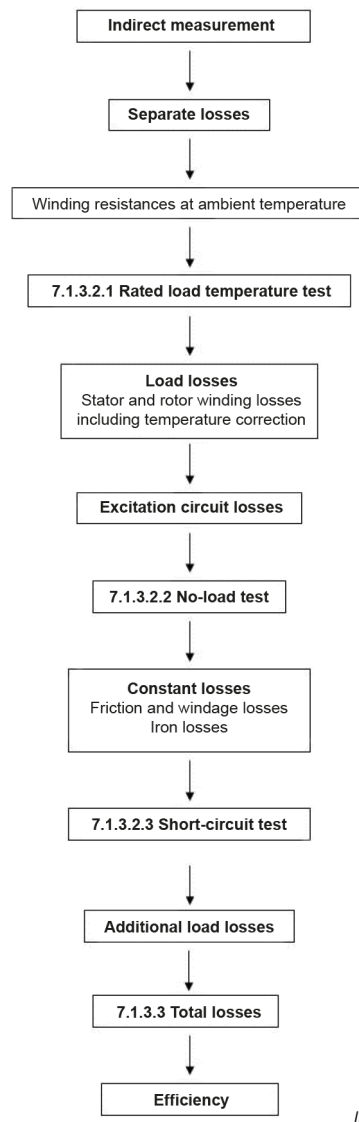 Indirect measurement
Separate losses
Winding resistances at ambient temperature
7.1.3.2.1 Rated load temperature test
Load losses
Stator and rotor winding losses
including temperature correction
Excitation circuit losses
7.1.3.2.2 No-load test
Constant losses
Friction and windage losses
Iron losses
7.1.3.2.3 Short-circuit test
Additional load losses
7.1.3.3 Total losses
Efficiency